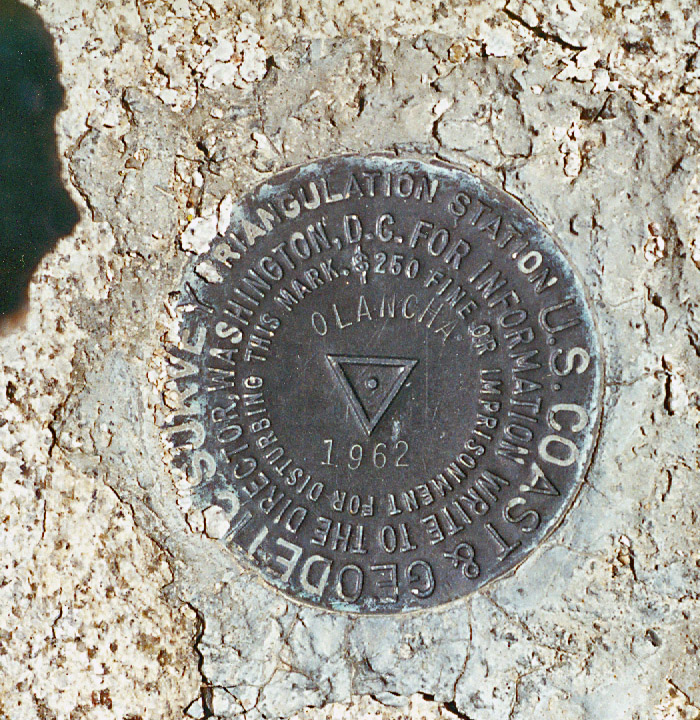 U.S. COAST & GEODETIC SURVEY TRIANGULATION STATION
FOR INFORMATION WRITE TO THE DIRECTOR, WASHINGTON, D.C.
$250 FINE OR IMPRISONMENT FOR DISTURBING THIS MARK.
OLANCHA
1962